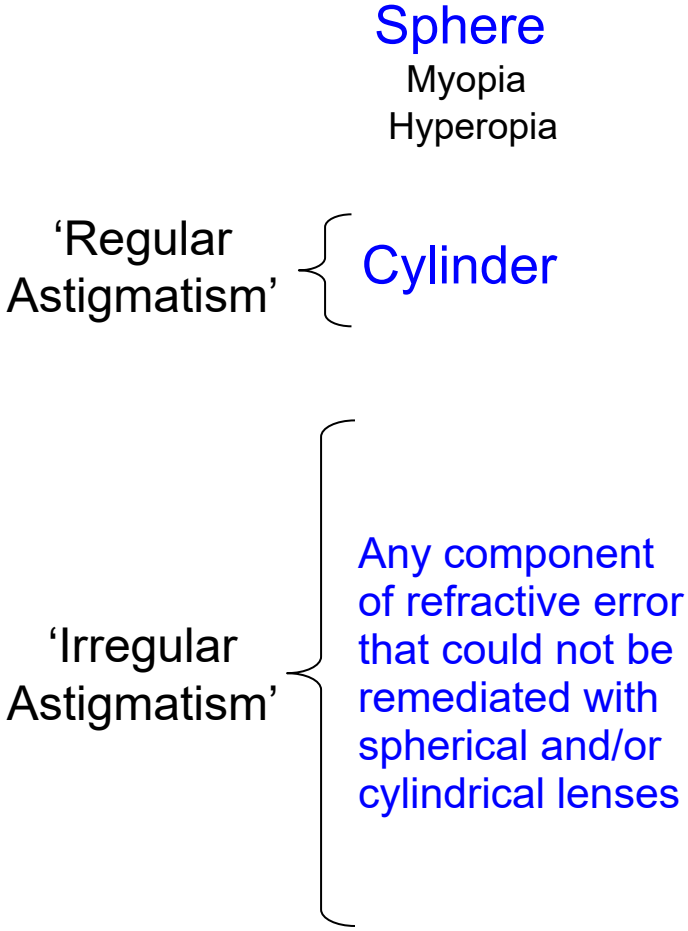 Sphere
Myopia
Hyperopia
‘Regular
Astigmatism’
Cylinder
‘Irregular
Astigmatism’
Any component
of refractive error
that could not be
remediated with
spherical and/or
cylindrical lenses